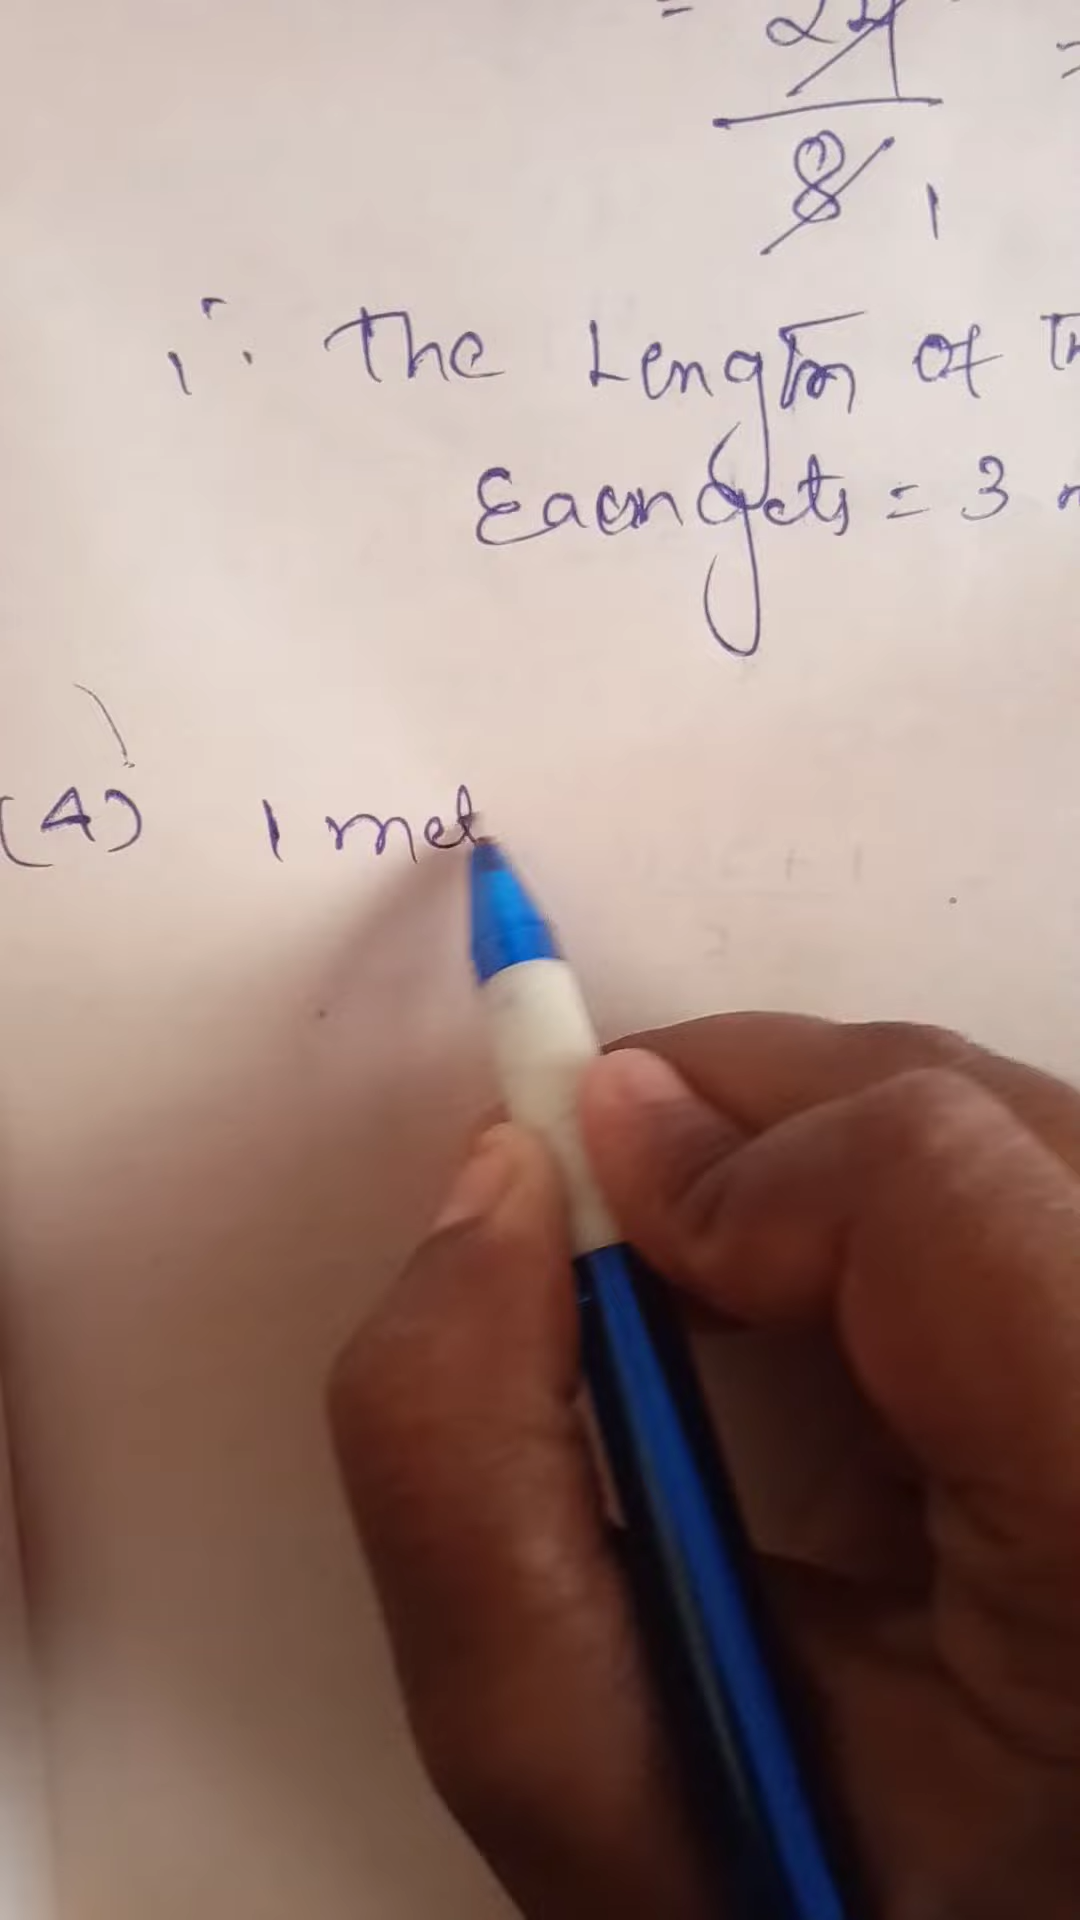 = 24 =
8 1
∴ The Length of
Each gets = 3
(4) 1 met